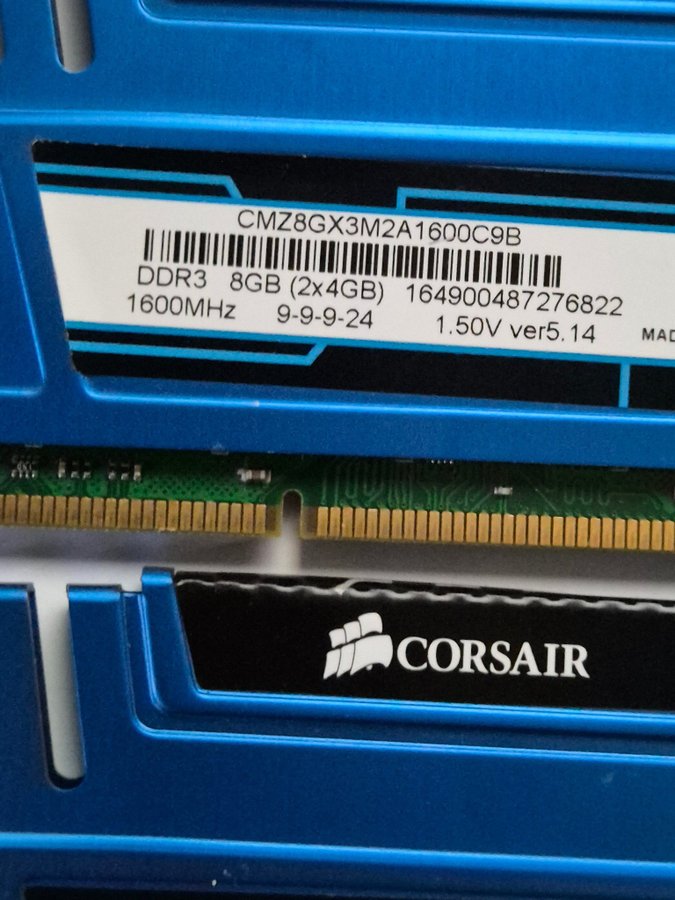 CMZ8GX3M2A1600C9B
DDR3 8GB (2x4GB) 164900487276822
1600MHz 9-9-9-24 1.50V ver5.14
CORSAIR